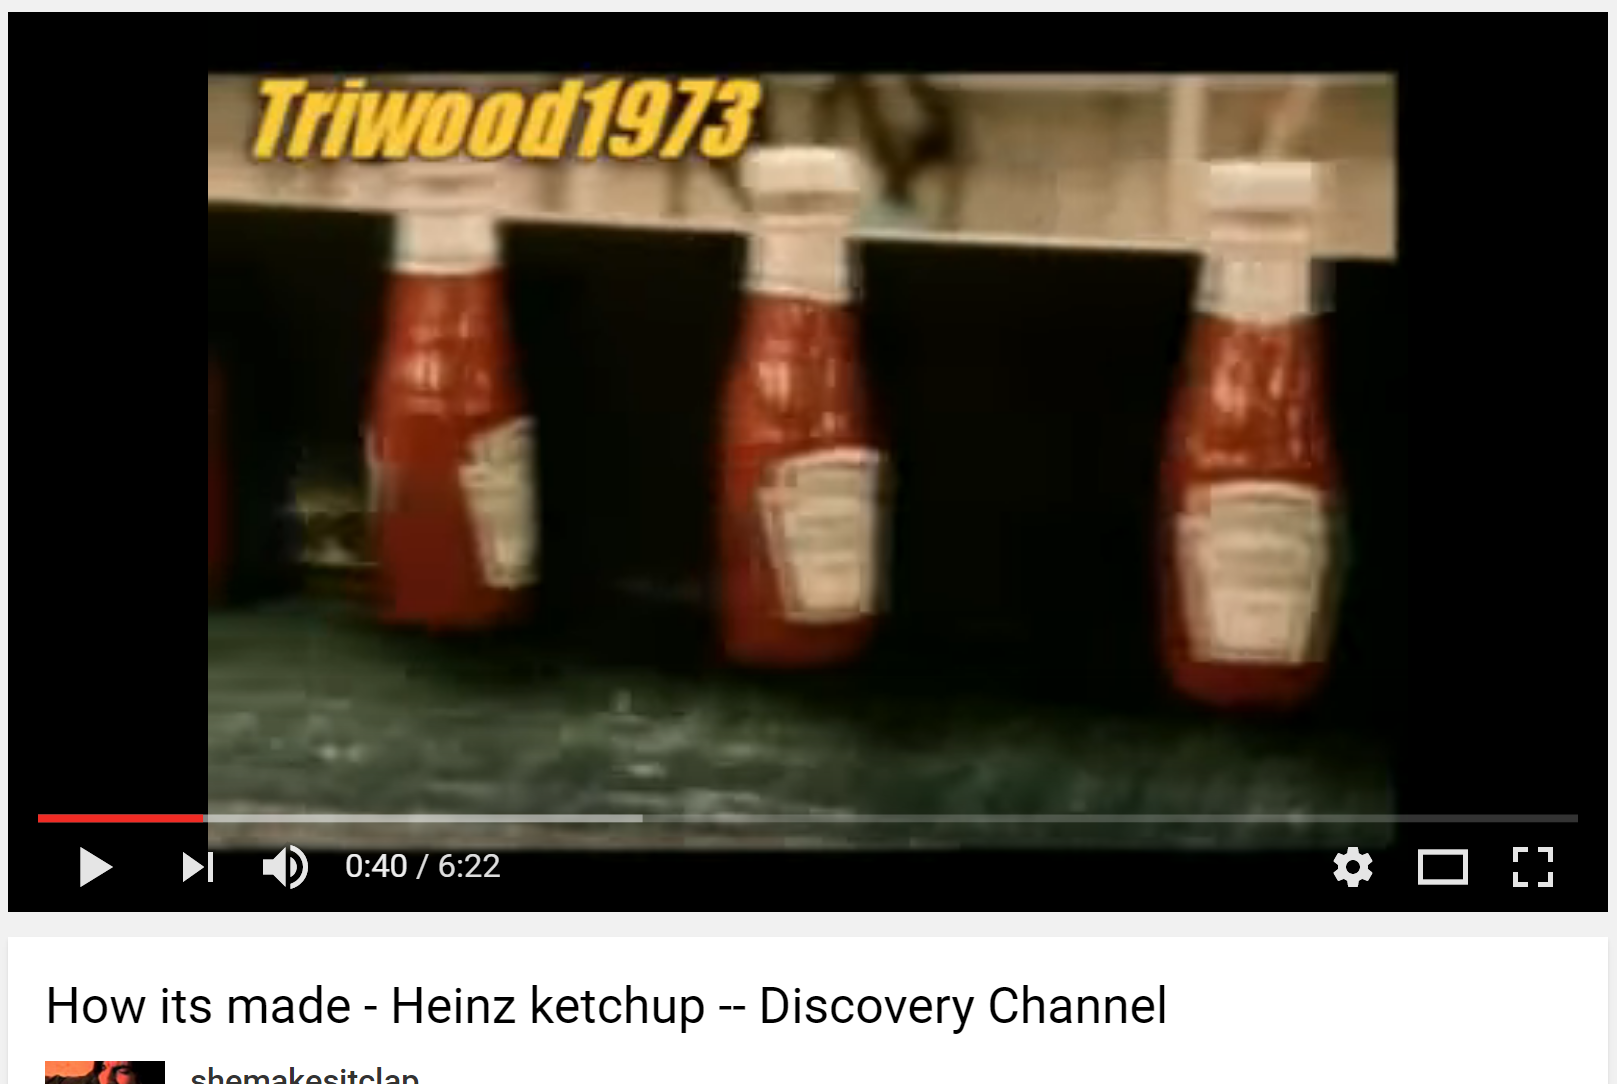 Triwood1973
0:40 / 6:22
How its made - Heinz ketchup -- Discovery Channel
shemakesitclap